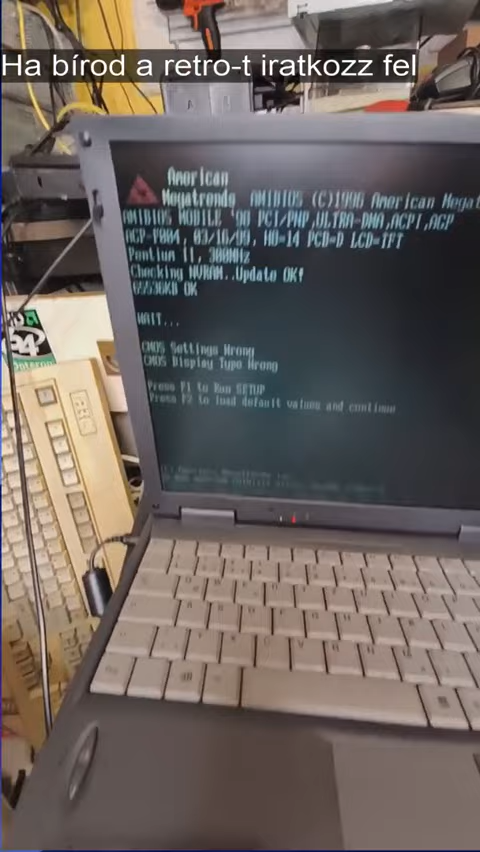 Ha bírod a retro-t iratkozz fel
American
Megatrends AMIBIOS (C)1996 American Megat
AMIBIOS MOBILE '98 PCI/PNP,ULTRA-DMA,ACPI,AGP
03/16/99, HB=14 PCB=D LCD=TFT
Pentium II, 300MHz
Checking NVRAM..Update OK!
65536KB OK
WAIT...
CMOS Settings Wrong
CMOS Display Type Wrong
Press F1 to Run SETUP
Press F2 to load default values and continue